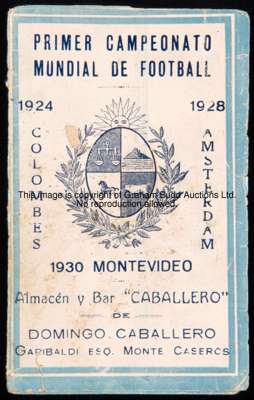 PRIMER CAMPEONATO
MUNDIAL DE FOOTBALL
1924 1928
COLOMBES
AMSTERDAM
This image is copyright of Graham Budd Auctions Ltd.
No reproduction allowed.
1930 MONTEVIDEO
Almacén y Bar "CABALLERO"
DE
DOMINGO CABALLERO
GARIBALDI ESQ. MONTE CASEROS